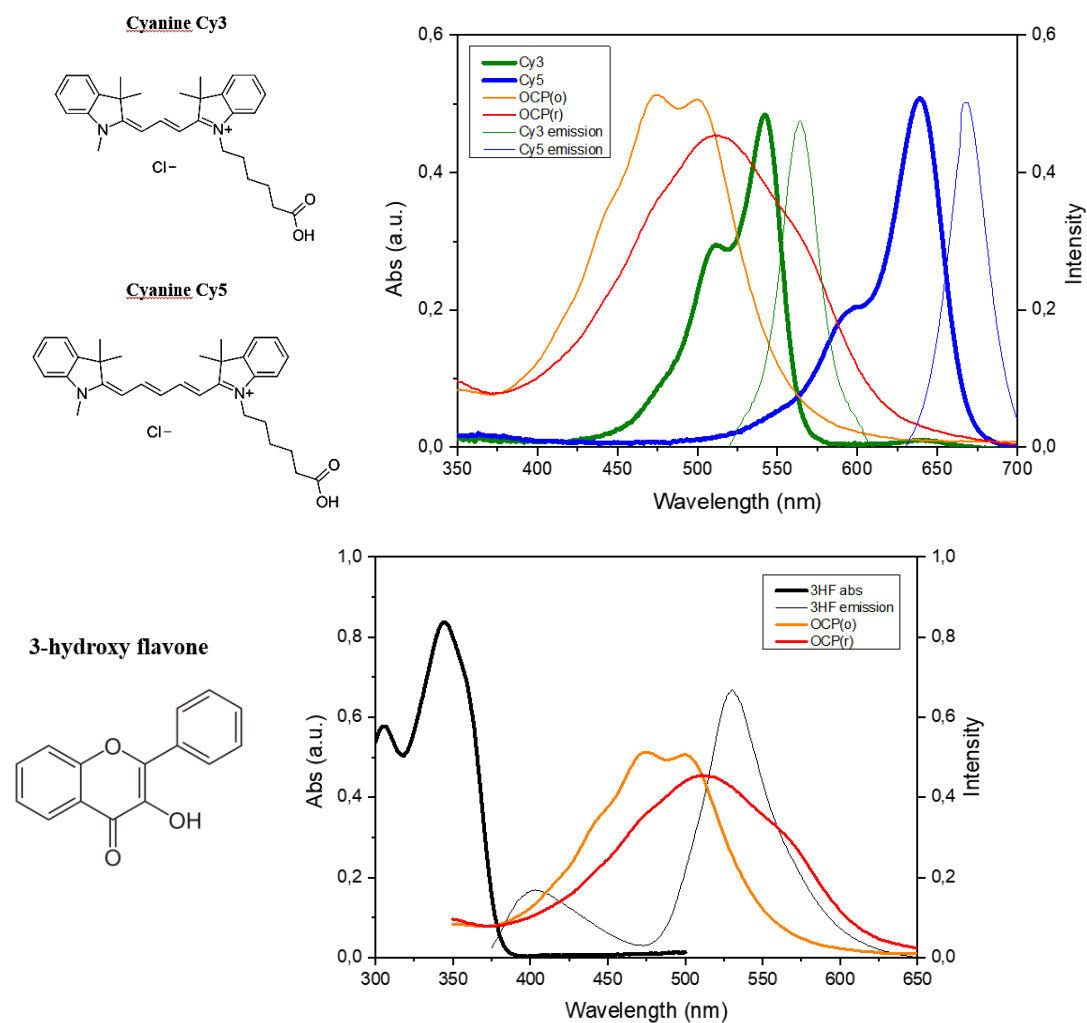 Cyanine Cy3
N
N+
Cl−
O
OH
Cyanine Cy5
N
N+
Cl−
O
OH
0,6
0,4
0,2
0,0
Abs (a.u.)
Cy3
Cy5
OCP(o)
OCP(r)
Cy3 emission
Cy5 emission
0,6
0,4
0,2
0,0
Intensity
350 400 450 500 550 600 650 700
Wavelength (nm)
3-hydroxy flavone
O
OH
O
1,0
0,8
0,6
0,4
0,2
0,0
Abs (a.u.)
3HF abs
3HF emission
OCP(o)
OCP(r)
1,0
0,8
0,6
0,4
0,2
0,0
Intensity
300 350 400 450 500 550 600 650
Wavelength (nm)